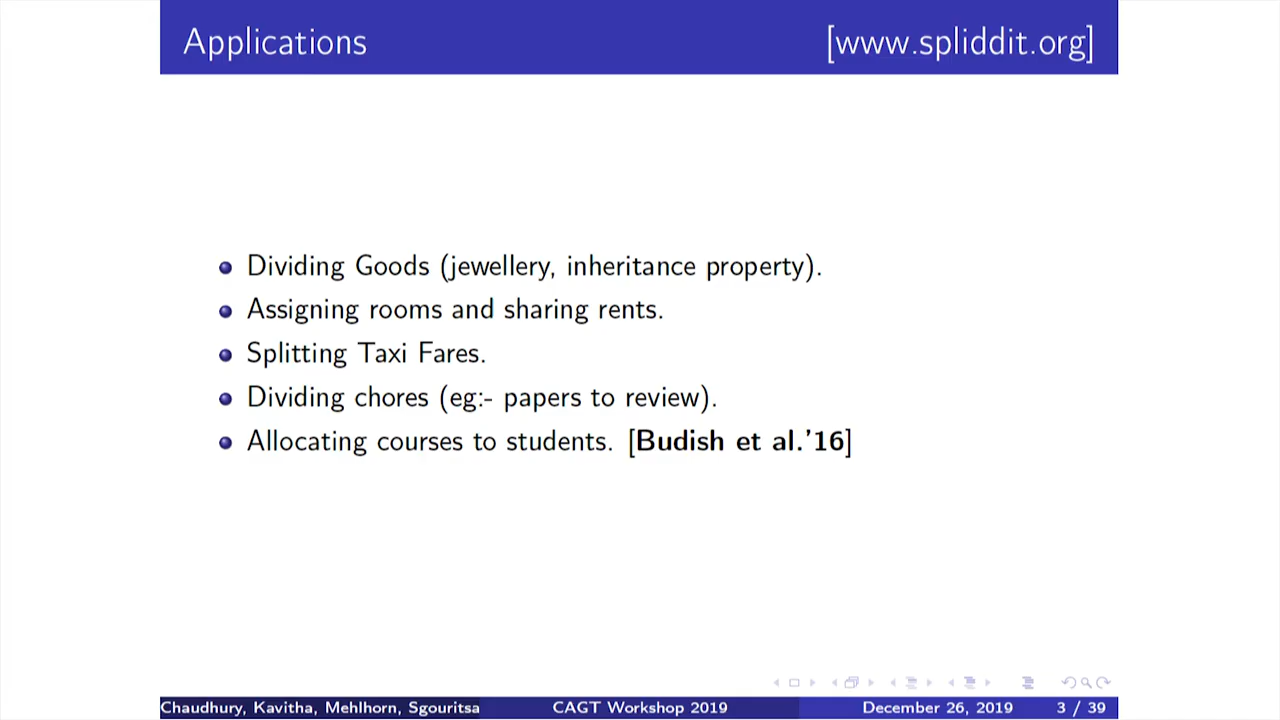 Applications [www.spliddit.org]
Dividing Goods (jewellery, inheritance property).
Assigning rooms and sharing rents.
Splitting Taxi Fares.
Dividing chores (eg:- papers to review).
Allocating courses to students. [Budish et al.'16]
Chaudhury, Kavitha, Mehlhorn, Sgouritsa CAGT Workshop 2019 December 26, 2019 3 / 39